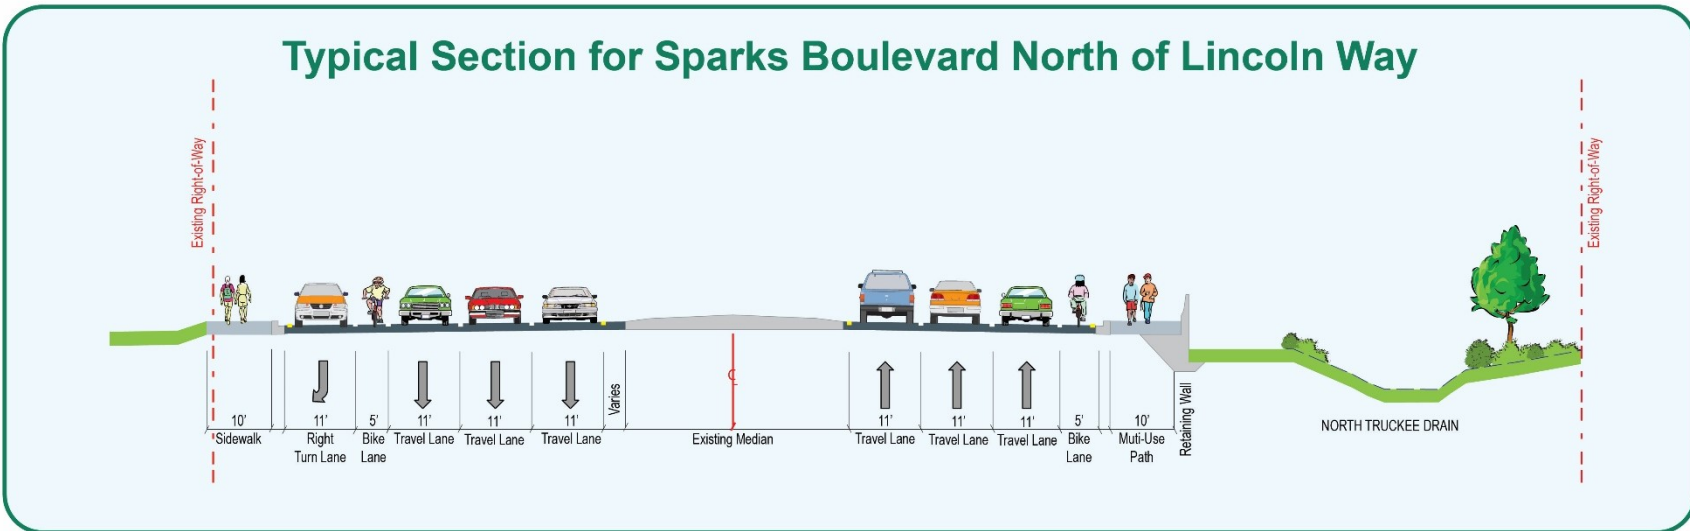 Typical Section for Sparks Boulevard North of Lincoln Way
Existing Right-of-Way
Existing Right-of-Way
10'
Sidewalk
11'
Right
Turn Lane
5'
Bike
Lane
11'
Travel Lane
11'
Travel Lane
11'
Travel Lane
Varies
Existing Median
℄
11'
Travel Lane
11'
Travel Lane
11'
Travel Lane
5'
Bike
Lane
10'
Muti-Use
Path
Retaining Wall
NORTH TRUCKEE DRAIN